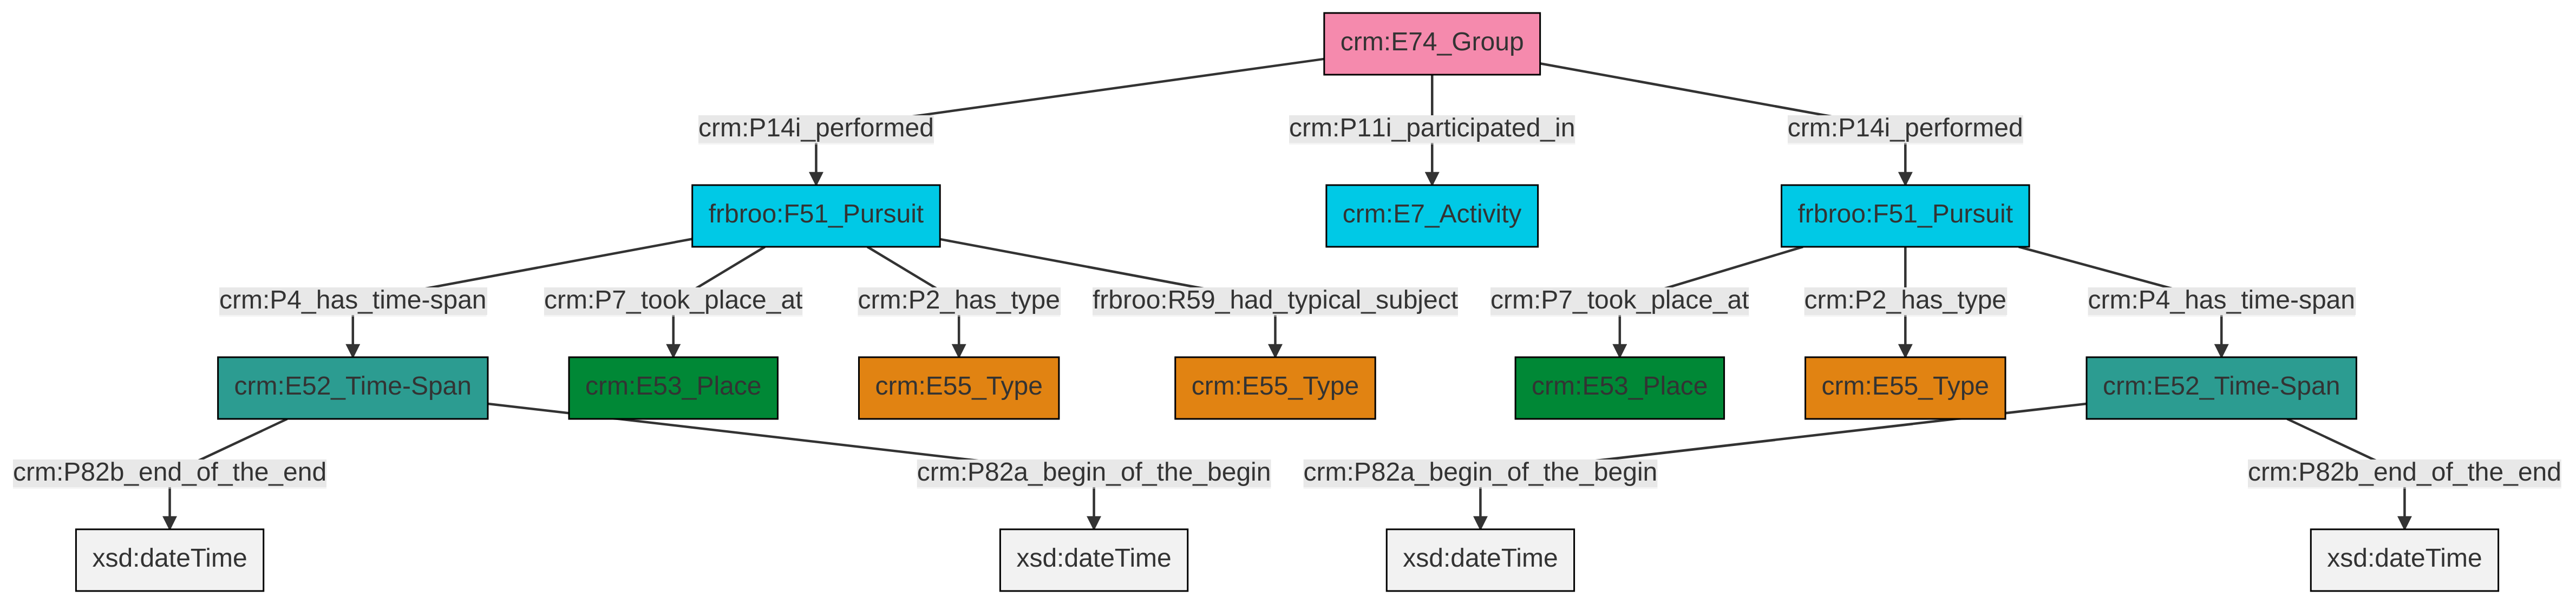 crm:E74_Group
crm:P14i_performed
crm:P11i_participated_in
crm:P14i_performed
frbroo:F51_Pursuit
crm:E7_Activity
frbroo:F51_Pursuit
crm:P4_has_time-span
crm:P7_took_place_at
crm:P2_has_type
frbroo:R59_had_typical_subject
crm:P7_took_place_at
crm:P2_has_type
crm:P4_has_time-span
crm:E52_Time-Span
crm:E53_Place
crm:E55_Type
crm:E55_Type
crm:E53_Place
crm:E55_Type
crm:E52_Time-Span
crm:P82b_end_of_the_end
crm:P82a_begin_of_the_begin
crm:P82a_begin_of_the_begin
crm:P82b_end_of_the_end
xsd:dateTime
xsd:dateTime
xsd:dateTime
xsd:dateTime